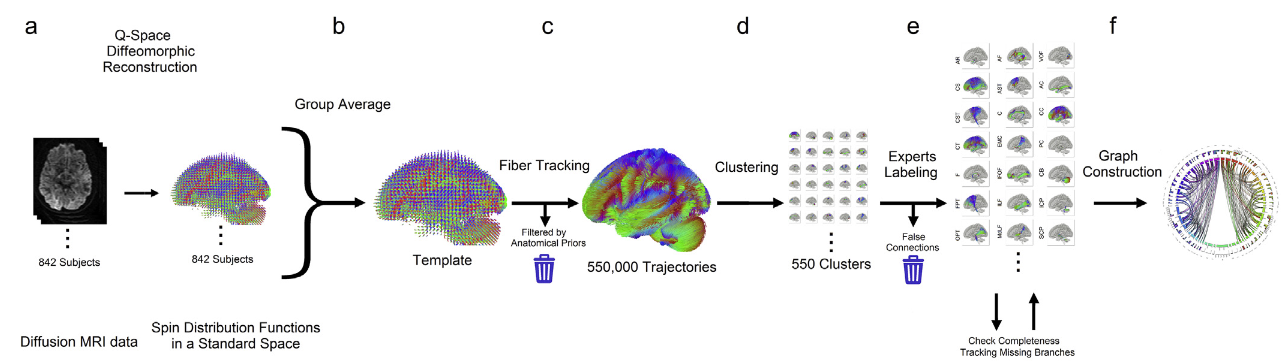 a
b
c
d
e
f
Q-Space
Diffeomorphic
Reconstruction
Group Average
Fiber Tracking
Clustering
Experts
Labeling
Graph
Construction
AR
AF
VOF
CS
AST
AC
CST
C
CC
CT
EMC
PC
F
IFOF
CB
FPT
ILF
ICP
OPT
MdLF
SCP
842 Subjects
842 Subjects
Template
Filtered by
Anatomical Priors
550,000 Trajectories
550 Clusters
False
Connections
Diffusion MRI data
Spin Distribution Functions
in a Standard Space
Check Completeness
Tracking Missing Branches